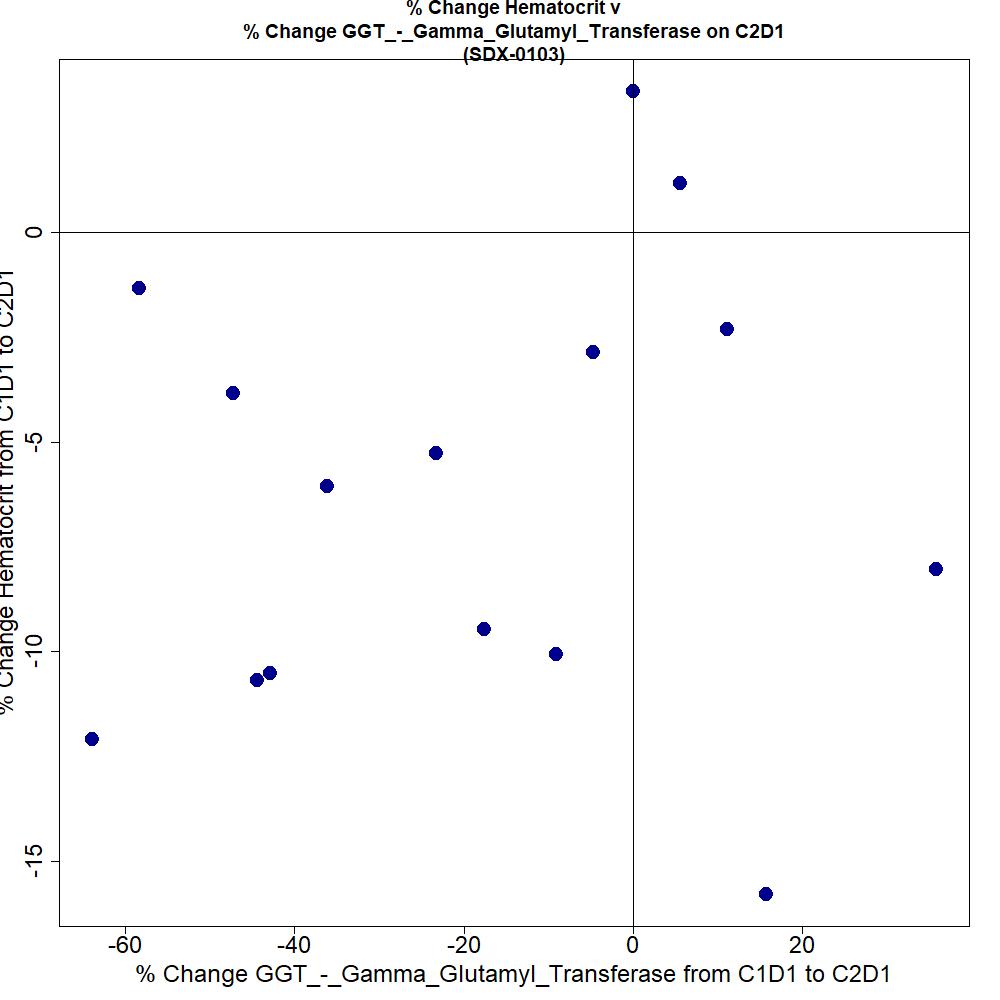 % Change Hematocrit v
% Change GGT_-_Gamma_Glutamyl_Transferase on C2D1
(SDX-0103)
% Change Hematocrit from C1D1 to C2D1
0
-5
-10
-15
-60
-40
-20
0
20
% Change GGT_-_Gamma_Glutamyl_Transferase from C1D1 to C2D1